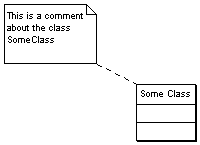 This is a comment
about the class
SomeClass
Some Class